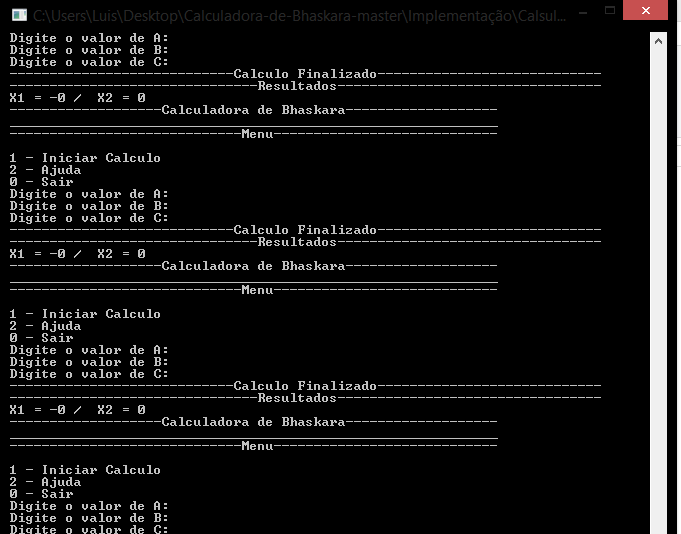 C:\Users\Luis\Desktop\Calculadora-de-Bhaskara-master\Implementação\Calsul...
Digite o valor de A:
Digite o valor de B:
Digite o valor de C:
----------------------------Calculo Finalizado----------------------------
-------------------------------Resultados---------------------------------
X1 = -0 /  X2 = 0
-------------------Calculadora de Bhaskara-------------------
_____________________________________________________________
-----------------------------Menu----------------------------
1 - Iniciar Calculo
2 - Ajuda
0 - Sair
Digite o valor de A:
Digite o valor de B:
Digite o valor de C:
----------------------------Calculo Finalizado----------------------------
-------------------------------Resultados---------------------------------
X1 = -0 /  X2 = 0
-------------------Calculadora de Bhaskara-------------------
_____________________________________________________________
-----------------------------Menu----------------------------
1 - Iniciar Calculo
2 - Ajuda
0 - Sair
Digite o valor de A:
Digite o valor de B:
Digite o valor de C:
----------------------------Calculo Finalizado----------------------------
-------------------------------Resultados---------------------------------
X1 = -0 /  X2 = 0
-------------------Calculadora de Bhaskara-------------------
_____________________________________________________________
-----------------------------Menu----------------------------
1 - Iniciar Calculo
2 - Ajuda
0 - Sair
Digite o valor de A:
Digite o valor de B:
Digite o valor de C: